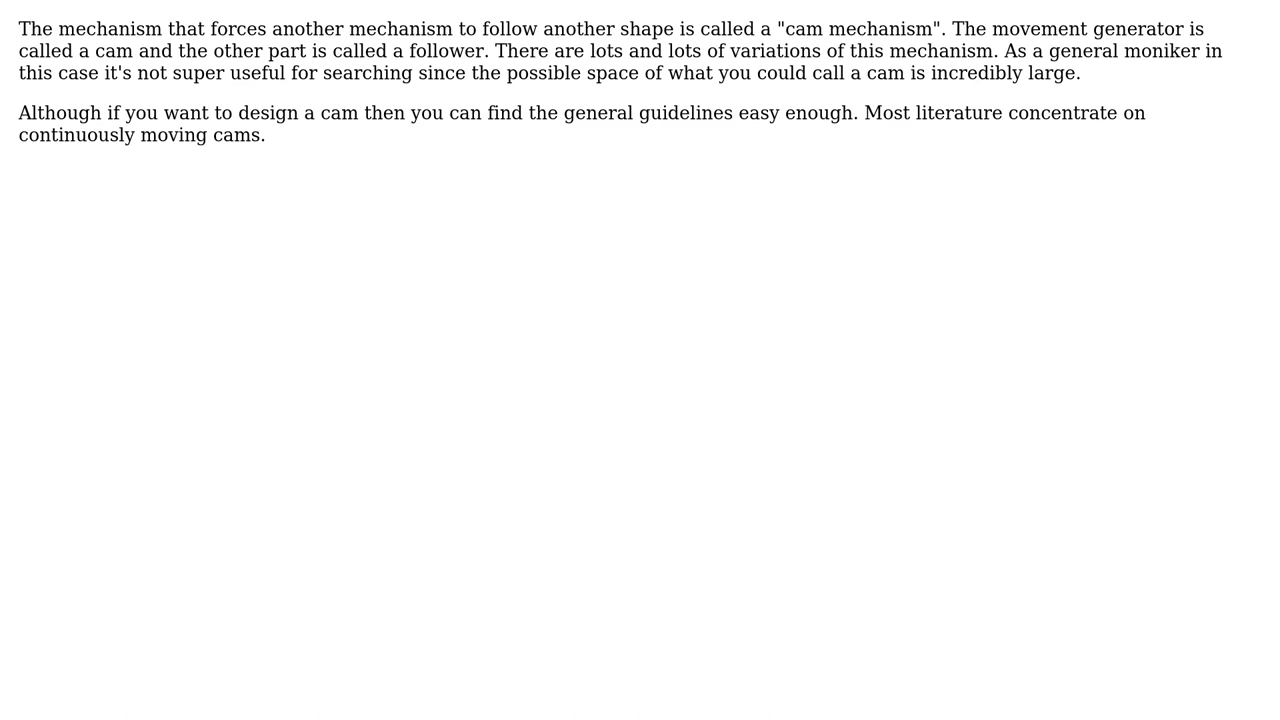 The mechanism that forces another mechanism to follow another shape is called a "cam mechanism". The movement generator is
called a cam and the other part is called a follower. There are lots and lots of variations of this mechanism. As a general moniker in
this case it's not super useful for searching since the possible space of what you could call a cam is incredibly large.
Although if you want to design a cam then you can find the general guidelines easy enough. Most literature concentrate on
continuously moving cams.